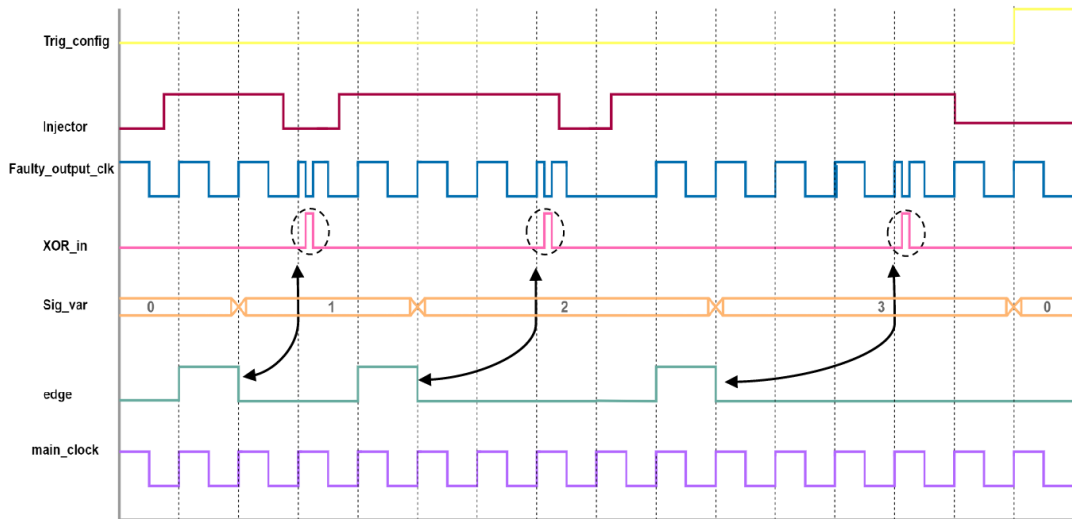 Trig_config
Injector
Faulty_output_clk
XOR_in
Sig_var
0 1 2 3 0
edge
main_clock